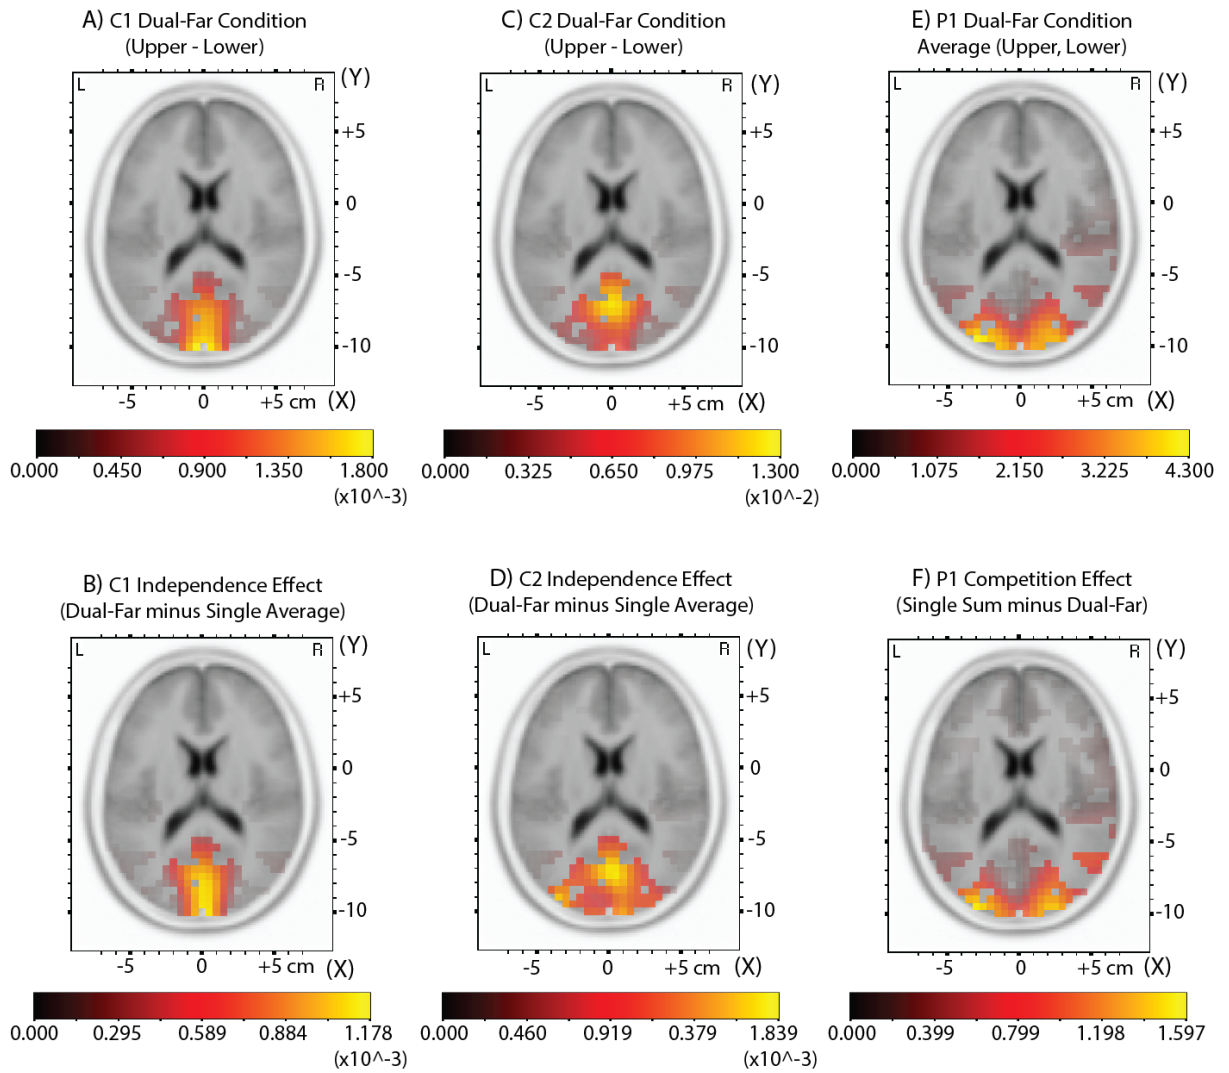 A) C1 Dual-Far Condition
(Upper - Lower)
L
R
(Y)
+5
0
-5
-10
-5
0
+5 cm
(X)
0.000
0.450
0.900
1.350
1.800
(x10^-3)
C) C2 Dual-Far Condition
(Upper - Lower)
L
R
(Y)
+5
0
-5
-10
-5
0
+5 cm
(X)
0.000
0.325
0.650
0.975
1.300
(x10^-2)
E) P1 Dual-Far Condition
Average (Upper, Lower)
L
R
(Y)
+5
0
-5
-10
-5
0
+5 cm
(X)
0.000
1.075
2.150
3.225
4.300
B) C1 Independence Effect
(Dual-Far minus Single Average)
L
R
(Y)
+5
0
-5
-10
-5
0
+5 cm
(X)
0.000
0.295
0.589
0.884
1.178
(x10^-3)
D) C2 Independence Effect
(Dual-Far minus Single Average)
L
R
(Y)
+5
0
-5
-10
-5
0
+5 cm
(X)
0.000
0.460
0.919
0.379
1.839
(x10^-3)
F) P1 Competition Effect
(Single Sum minus Dual-Far)
L
R
(Y)
+5
0
-5
-10
-5
0
+5 cm
(X)
0.000
0.399
0.799
1.198
1.597